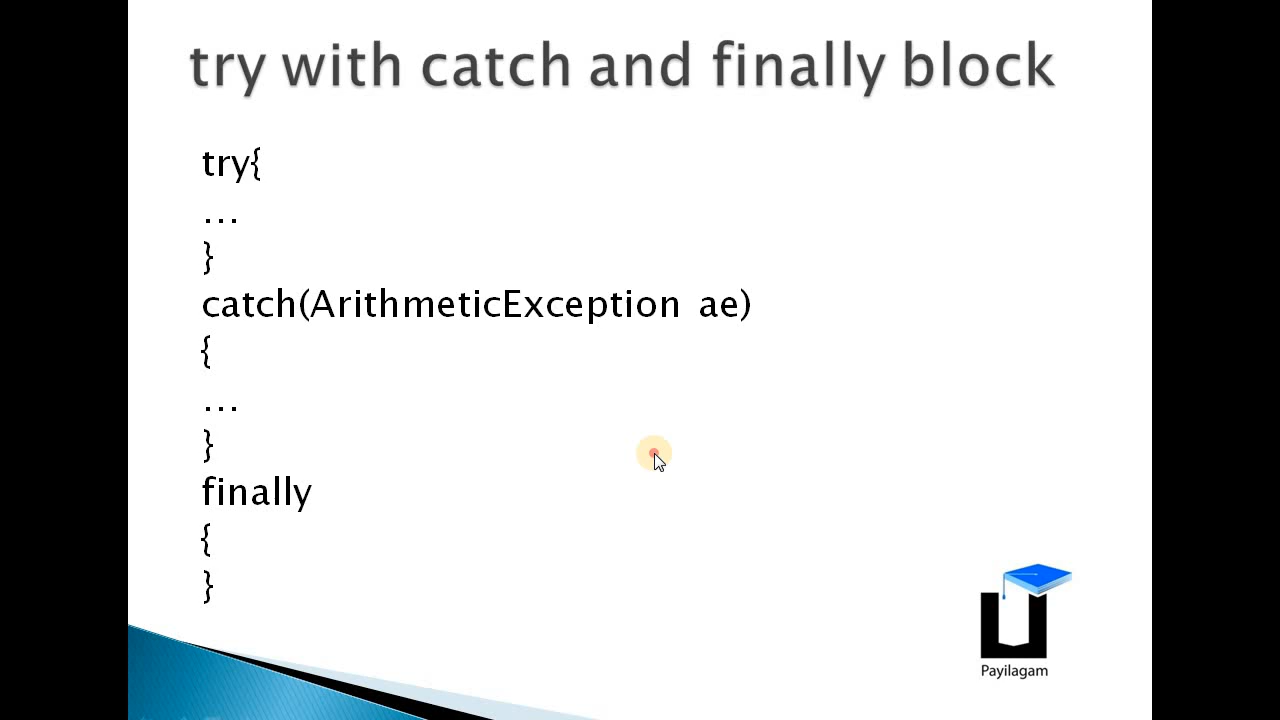 try with catch and finally block
try{
...
}
catch(ArithmeticException ae)
{
...
}
finally
{
}
Payilagam